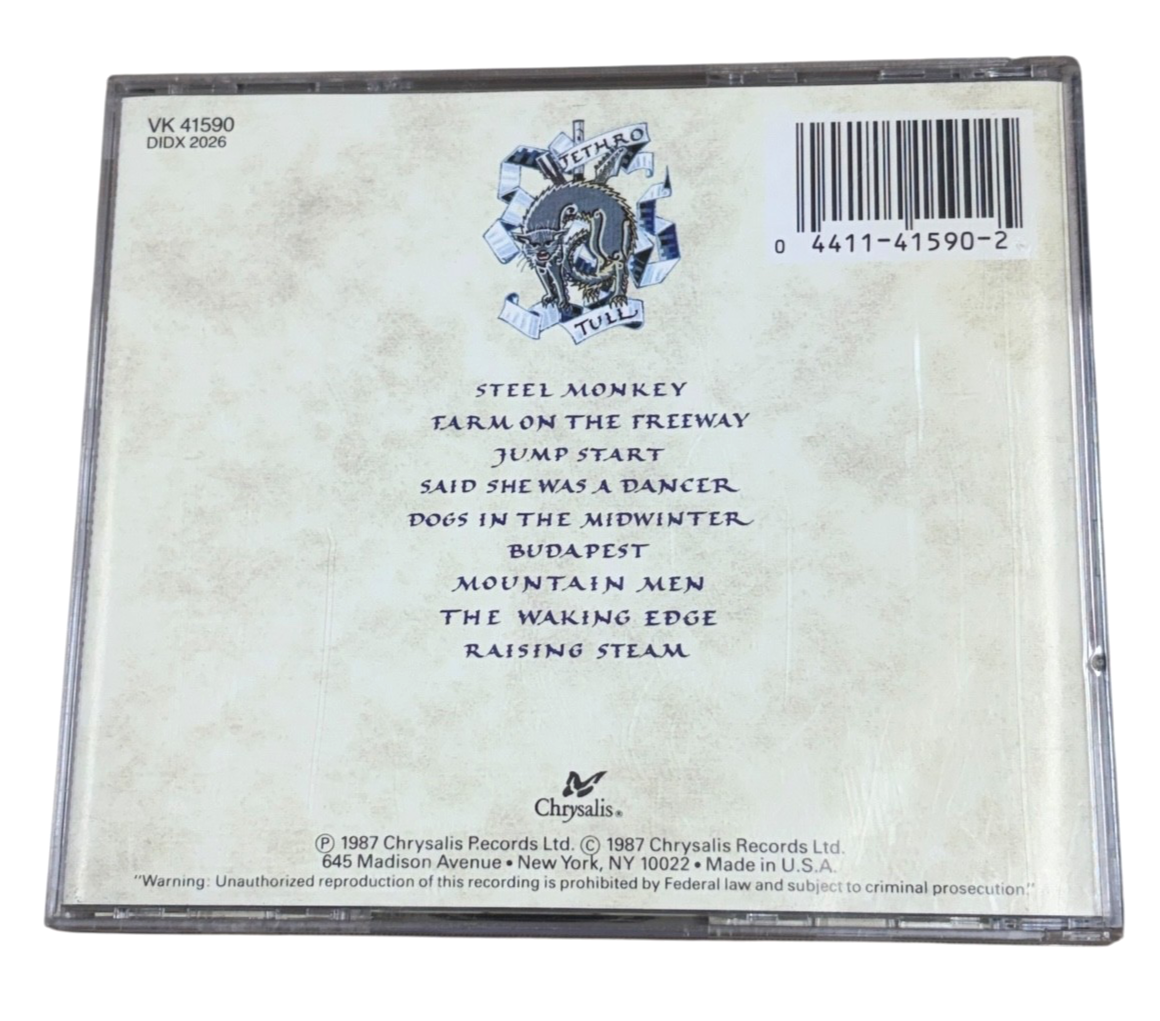 VK 41590
DIDX 2026
JETHRO
TULL
0 4411-41590-2
STEEL MONKEY
FARM ON THE FREEWAY
JUMP START
SAID SHE WAS A DANCER
DOGS IN THE MIDWINTER
BUDAPEST
MOUNTAIN MEN
THE WAKING EDGE
RAISING STEAM
Chrysalis®
℗ 1987 Chrysalis Records Ltd. © 1987 Chrysalis Records Ltd.
645 Madison Avenue • New York, NY 10022 • Made in U.S.A.
"Warning: Unauthorized reproduction of this recording is prohibited by Federal law and subject to criminal prosecution."